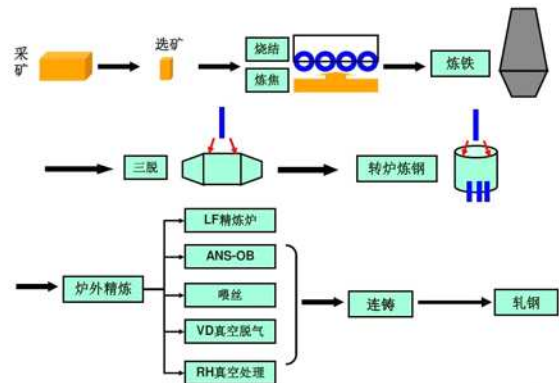 采矿
选矿
烧结
炼焦
炼铁
三脱
转炉炼钢
炉外精炼
LF精炼炉
ANS-OB
喂丝
VD真空脱气
RH真空处理
连铸
轧钢